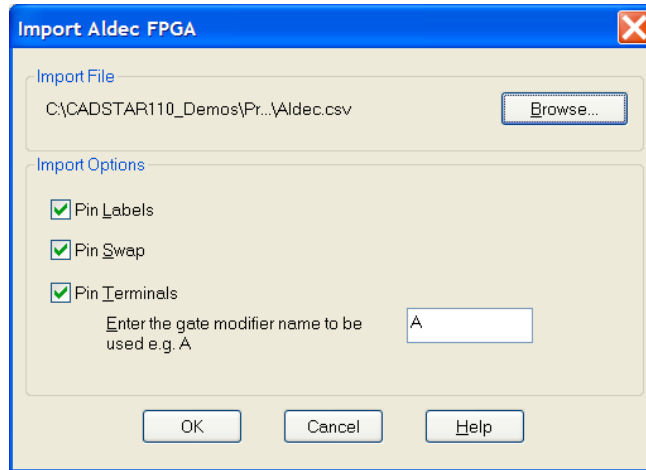 Import Aldec FPGA
Import File
C:\CADSTAR110_Demos\Pr...\Aldec.csv
Browse...
Import Options
Pin Labels
Pin Swap
Pin Terminals
Enter the gate modifier name to be
used e.g. A
A
OK
Cancel
Help